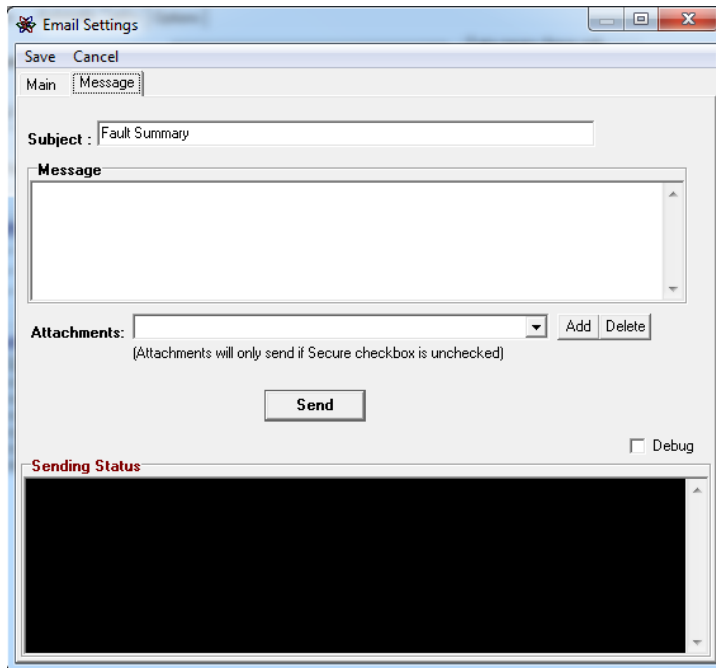 Email Settings
Save Cancel
Main Message
Subject : Fault Summary
Message
Attachments: Add Delete
(Attachments will only send if Secure checkbox is unchecked)
Send
Debug
Sending Status